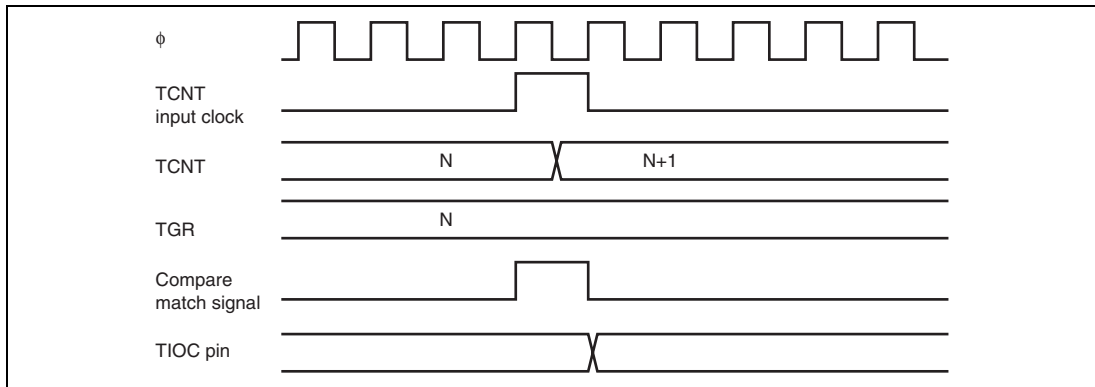 ϕ
TCNT
input clock
TCNT N N+1
TGR N
Compare
match signal
TIOC pin